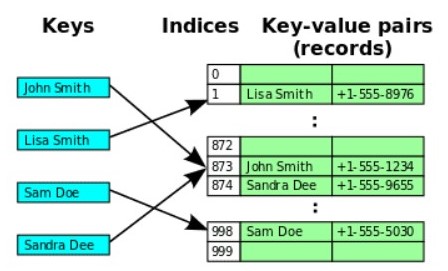 Keys Indices Key-value pairs
(records)
0
John Smith
1 Lisa Smith +1-555-8976
:
Lisa Smith
872
873 John Smith +1-555-1234
Sam Doe
874 Sandra Dee +1-555-9655
:
998 Sam Doe +1-555-5030
Sandra Dee
999